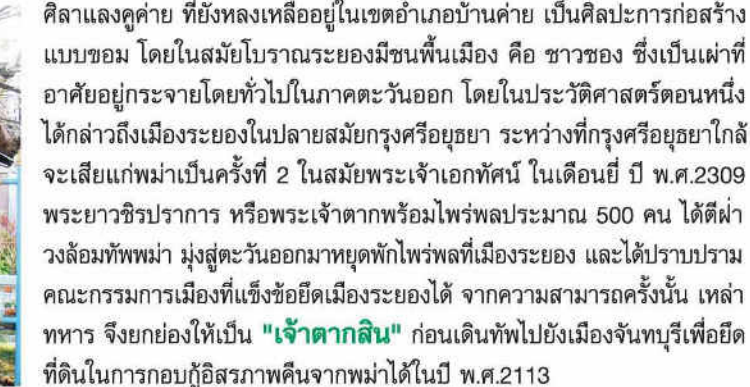 ศิลาแลงคูค่าย ที่ยังหลงเหลืออยู่ในเขตอำเภอบ้านค่าย เป็นศิลปะการก่อสร้าง
แบบขอม โดยในสมัยโบราณระยองมีชนพื้นเมือง คือ ชาวซอง ซึ่งเป็นเผ่าที่
อาศัยอยู่กระจายโดยทั่วไปในภาคตะวันออก โดยในประวัติศาสตร์ตอนหนึ่ง
ได้กล่าวถึงเมืองระยองในปลายสมัยกรุงศรีอยุธยา ระหว่างที่กรุงศรีอยุธยาใกล้
จะเสียแก่พม่าเป็นครั้งที่ 2 ในสมัยพระเจ้าเอกทัศน์ ในเดือนยี่ ปี พ.ศ.2309
พระยาวชิรปราการ หรือพระเจ้าตากพร้อมไพร่พลประมาณ 500 คน ได้ตีฝ่า
วงล้อมทัพพม่า มุ่งสู่ตะวันออกมาหยุดพักไพร่พลที่เมืองระยอง และได้ปราบปราม
คณะกรรมการเมืองที่แข็งข้อยึดเมืองระยองได้ จากความสามารถครั้งนั้น เหล่า
ทหาร จึงยกย่องให้เป็น "เจ้าตากสิน" ก่อนเดินทัพไปยังเมืองจันทบุรีเพื่อยึด
ที่ดินในการกอบกู้อิสรภาพคืนจากพม่าได้ในปี พ.ศ.2113